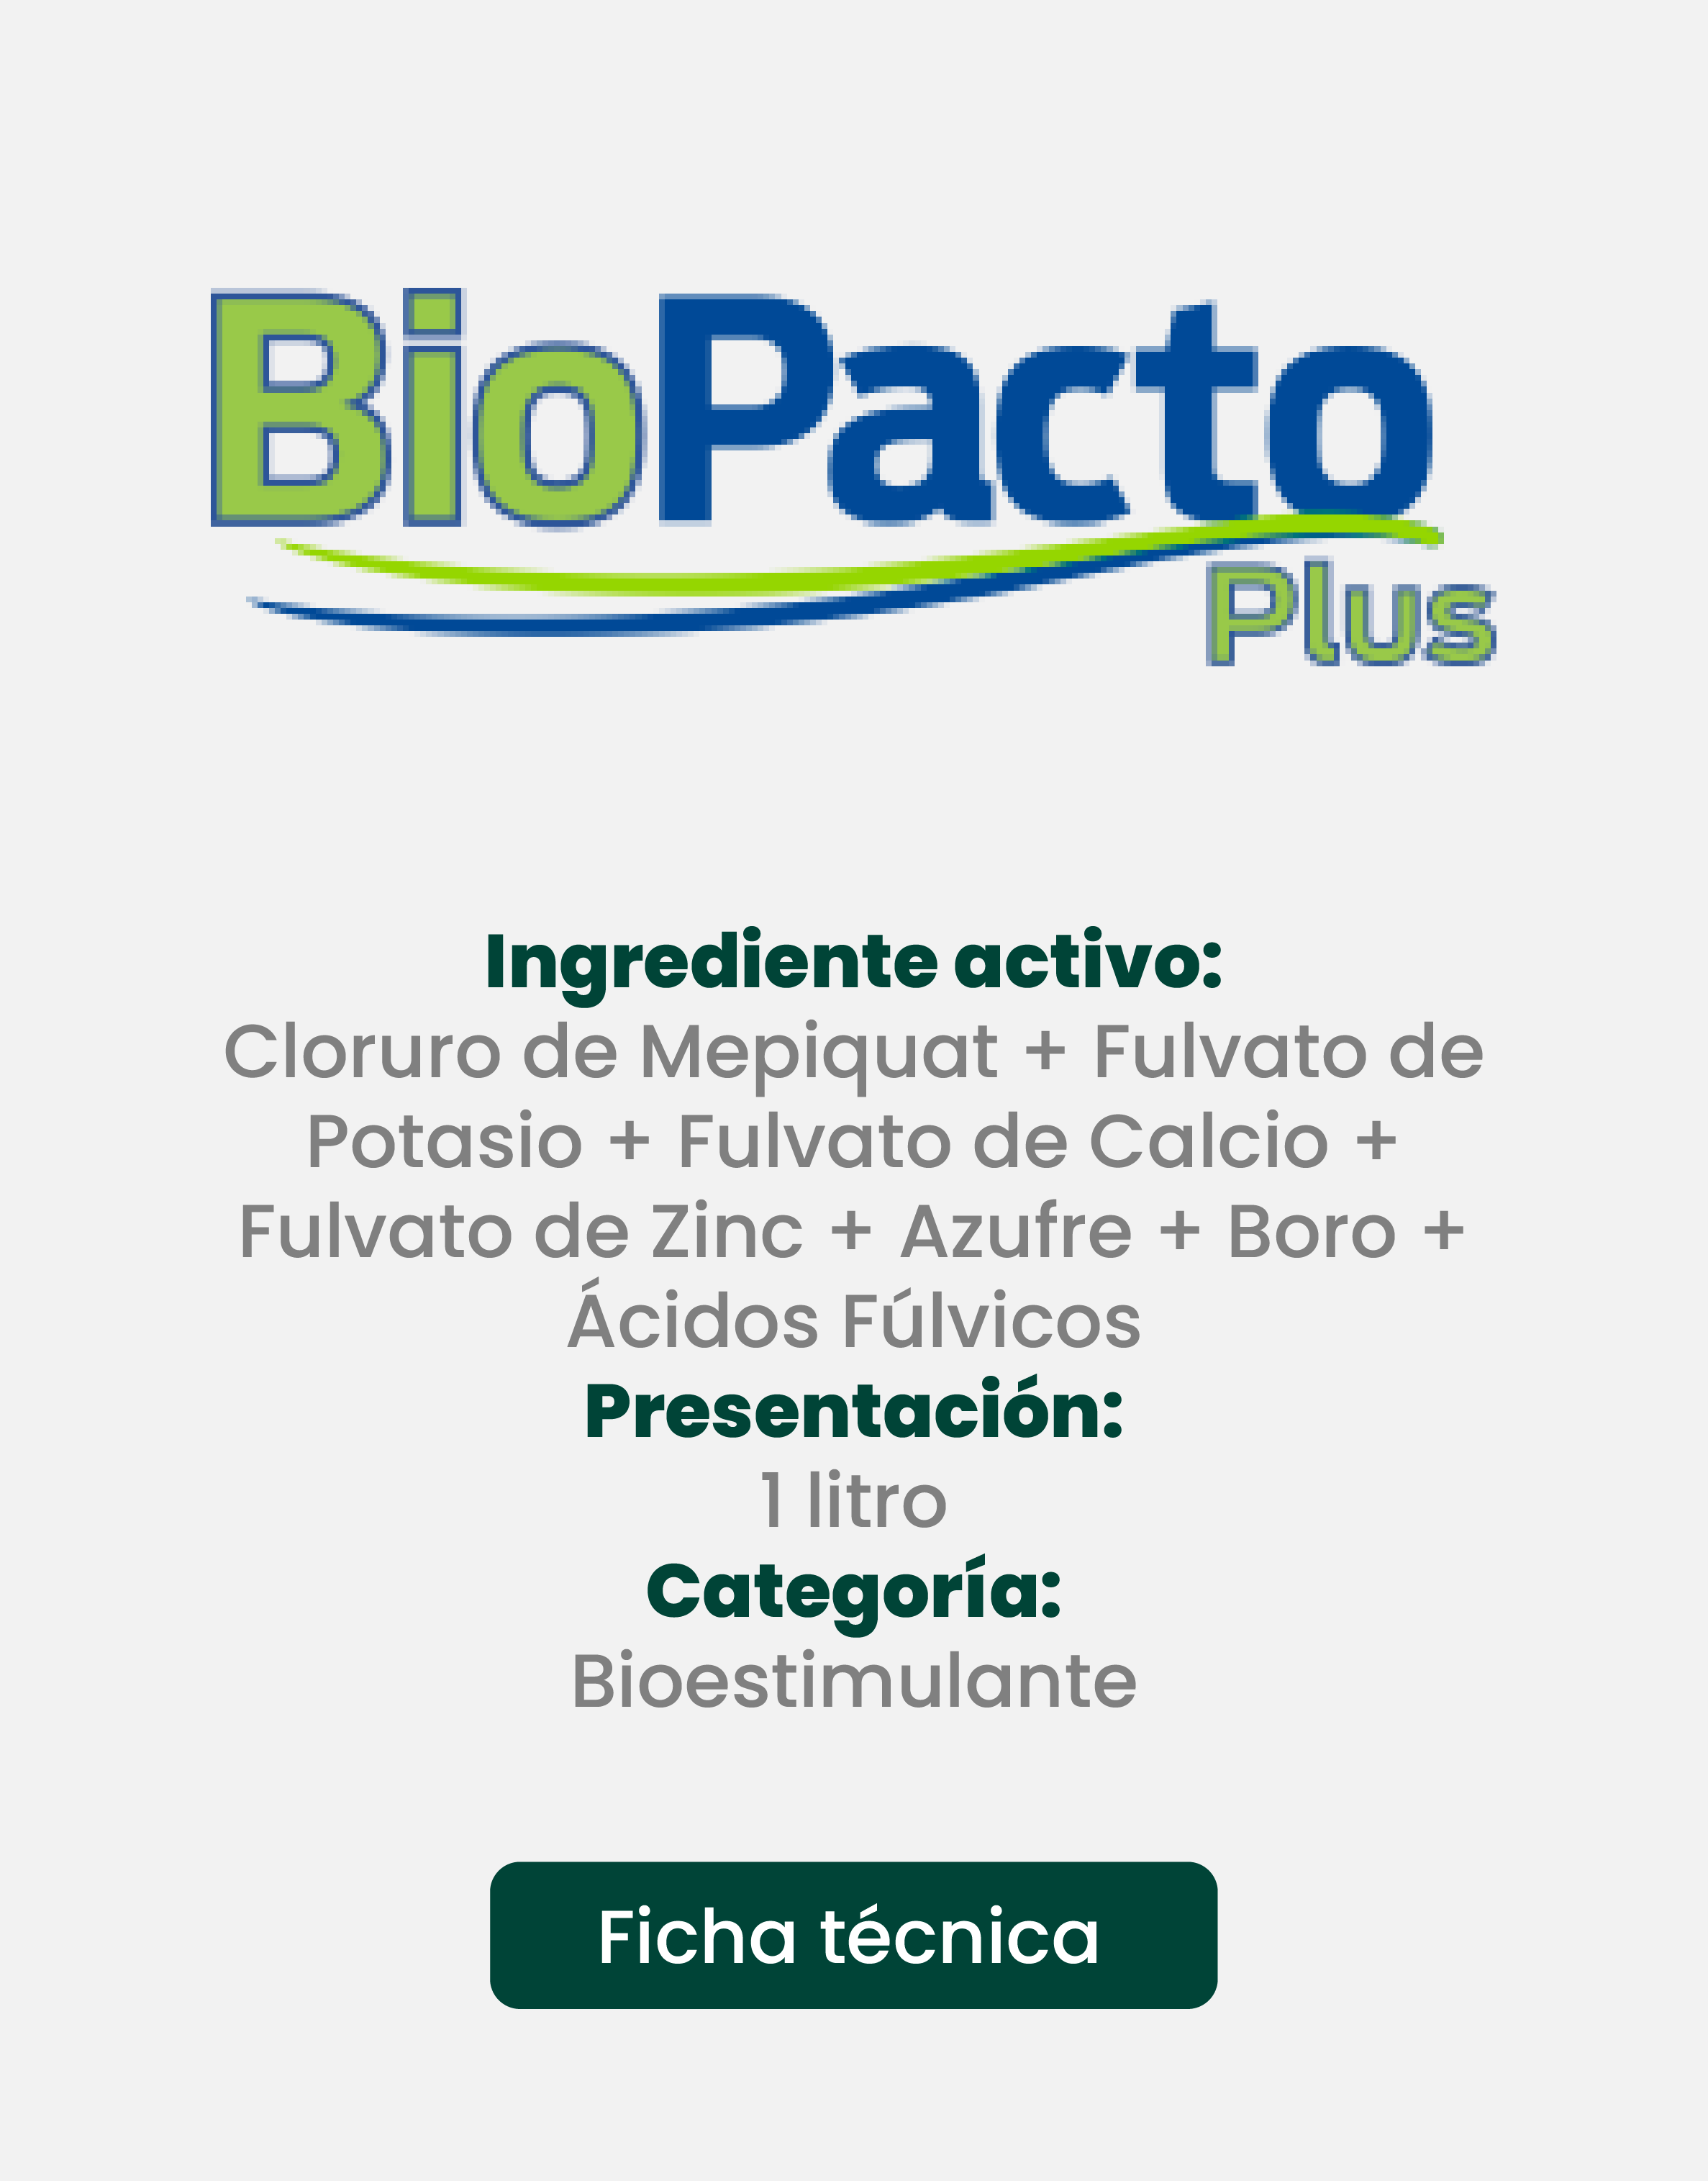 BioPacto
Plus
Ingrediente activo:
Cloruro de Mepiquat + Fulvato de
Potasio + Fulvato de Calcio +
Fulvato de Zinc + Azufre + Boro +
Ácidos Fúlvicos
Presentación:
1 litro
Categoría:
Bioestimulante
Ficha técnica